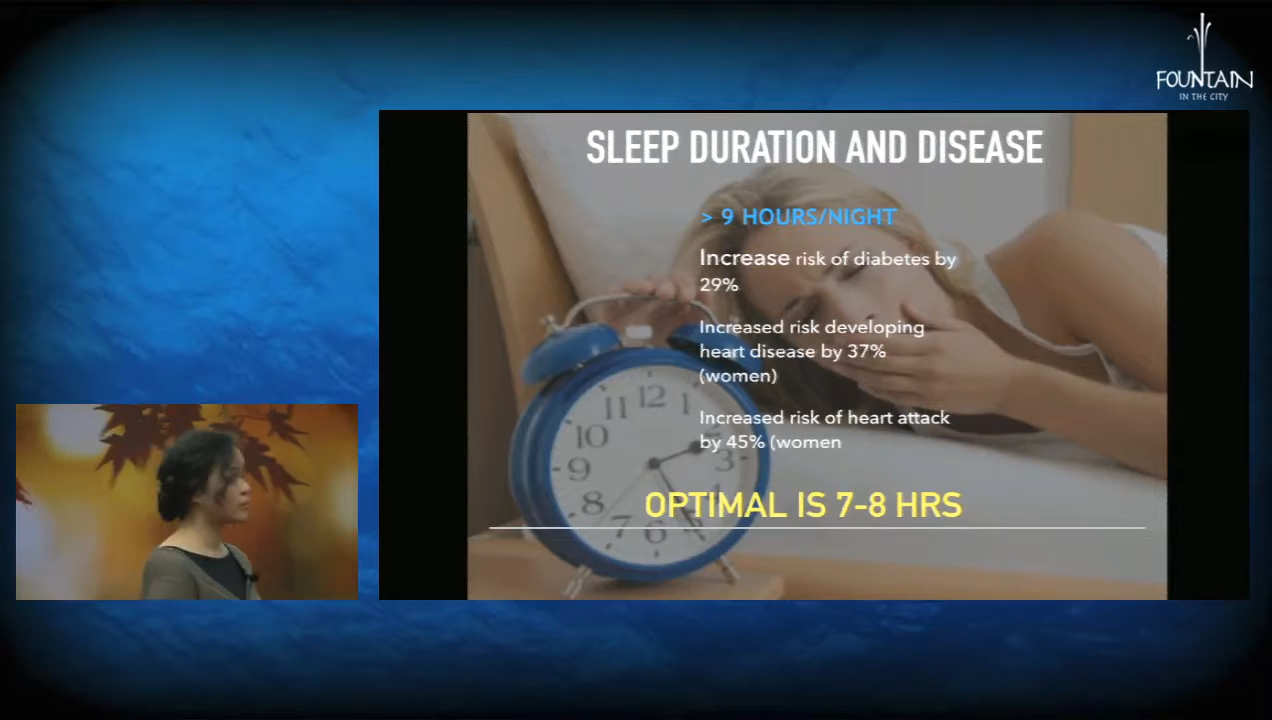 FOUNTAIN
IN THE CITY
SLEEP DURATION AND DISEASE
> 9 HOURS/NIGHT
Increase risk of diabetes by
29%
Increased risk developing
heart disease by 37%
(women)
Increased risk of heart attack
by 45% (women
12
11
1
10
9
3
8
7
6
OPTIMAL IS 7-8 HRS